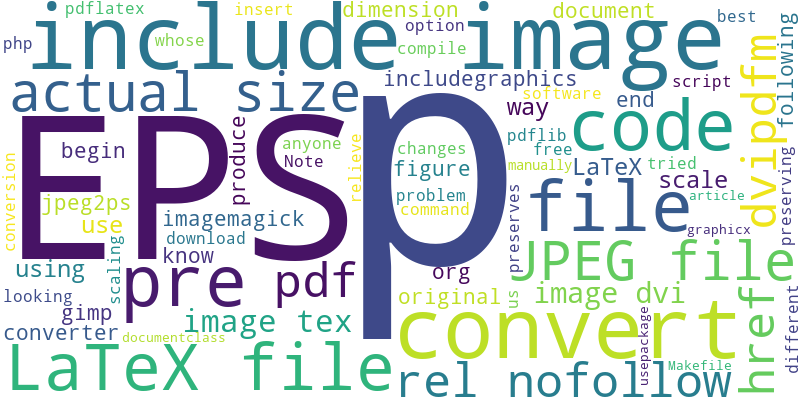 pdflatex
insert
dimension
document
php
whose
option
best
include image
compile
actual size
includegraphics
software
script
following
EPS
p
way
end
code
dvipdfm
begin
produce
anyone
Note
relieve
changes
pdflib
free
figure
LaTeX
tried
manually
scale
article
preserving
conversion
jpeg2ps
use
imagemagick
download
know
problem
command
preserves
file
graphicx
using
scaling
pre
pdf
org
JPEG file
looking
gimp
image tex
original
us
image dvi
href
converter
documentclass
convert
usepackage
Makefile
different
LaTeX file
rel nofollow